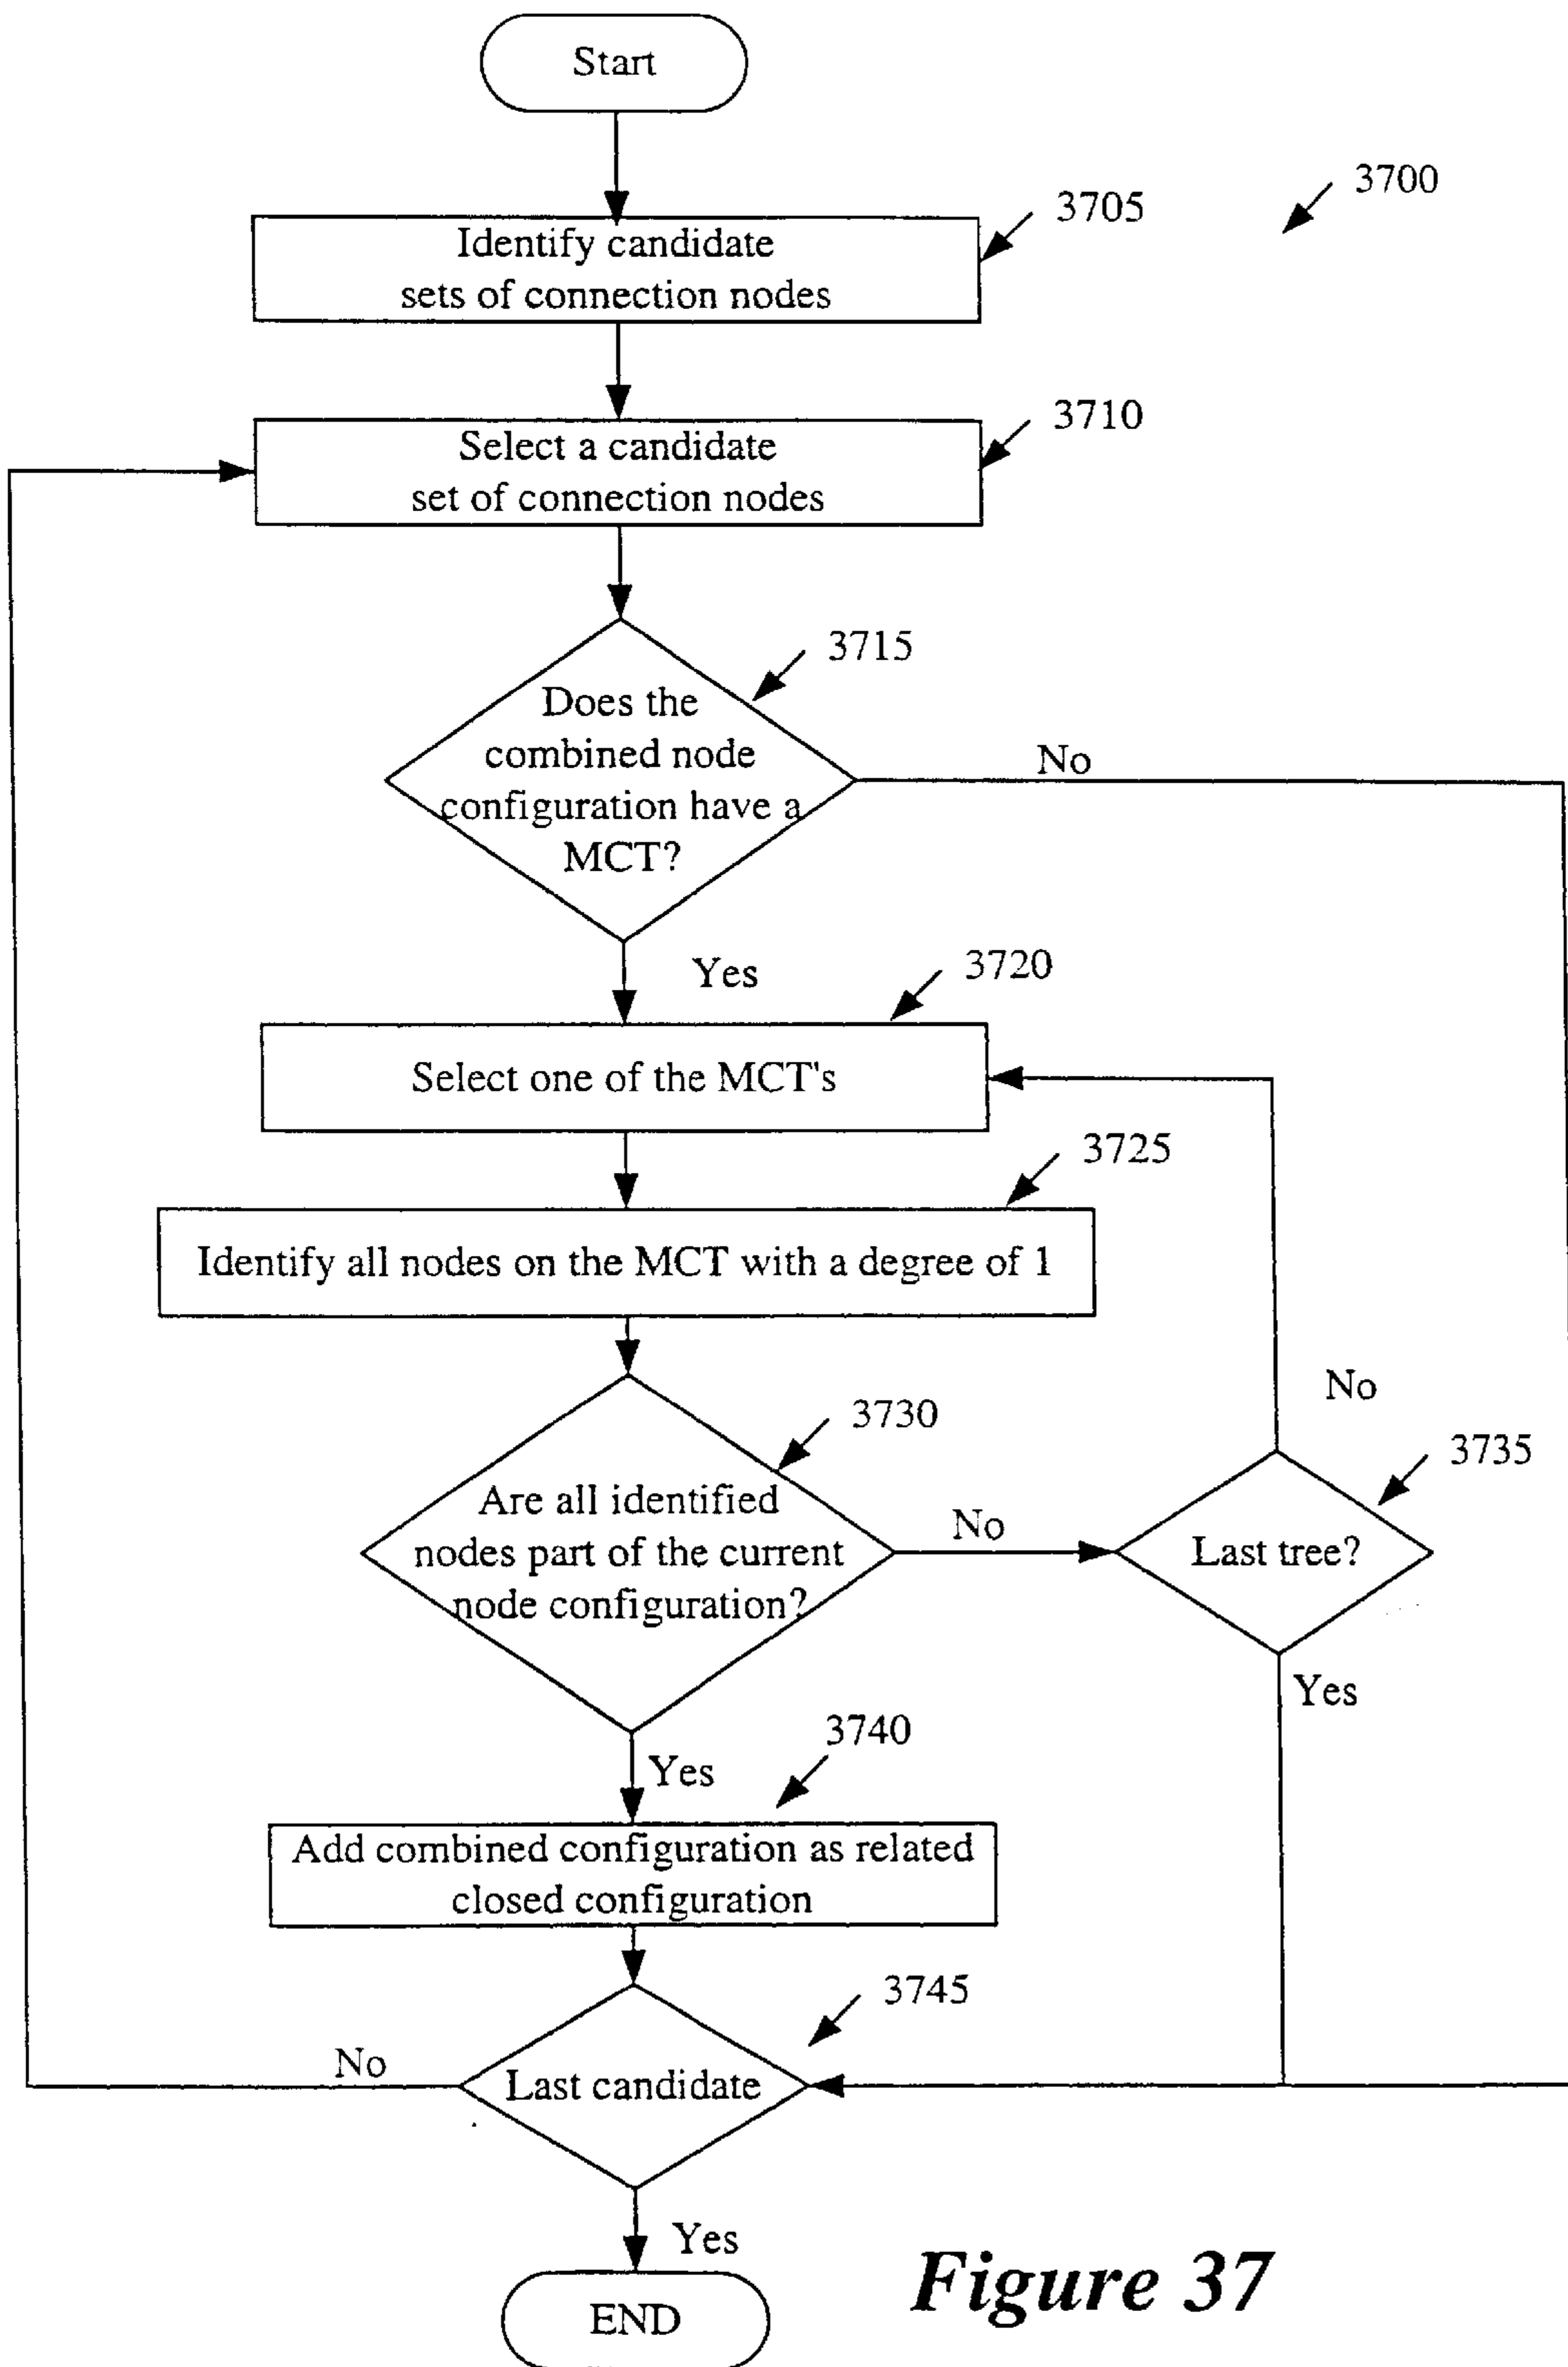 Start
3700
3705
Identify candidate
sets of connection nodes
3710
Select a candidate
set of connection nodes
3715
Does the
combined node
configuration have a
MCT?
No
Yes
3720
Select one of the MCT's
3725
Identify all nodes on the MCT with a degree of 1
No
3730
3735
Are all identified
nodes part of the current
node configuration?
No
Last tree?
Yes
3740
Yes
Add combined configuration as related
closed configuration
3745
No
Last candidate
Yes
END
Figure 37